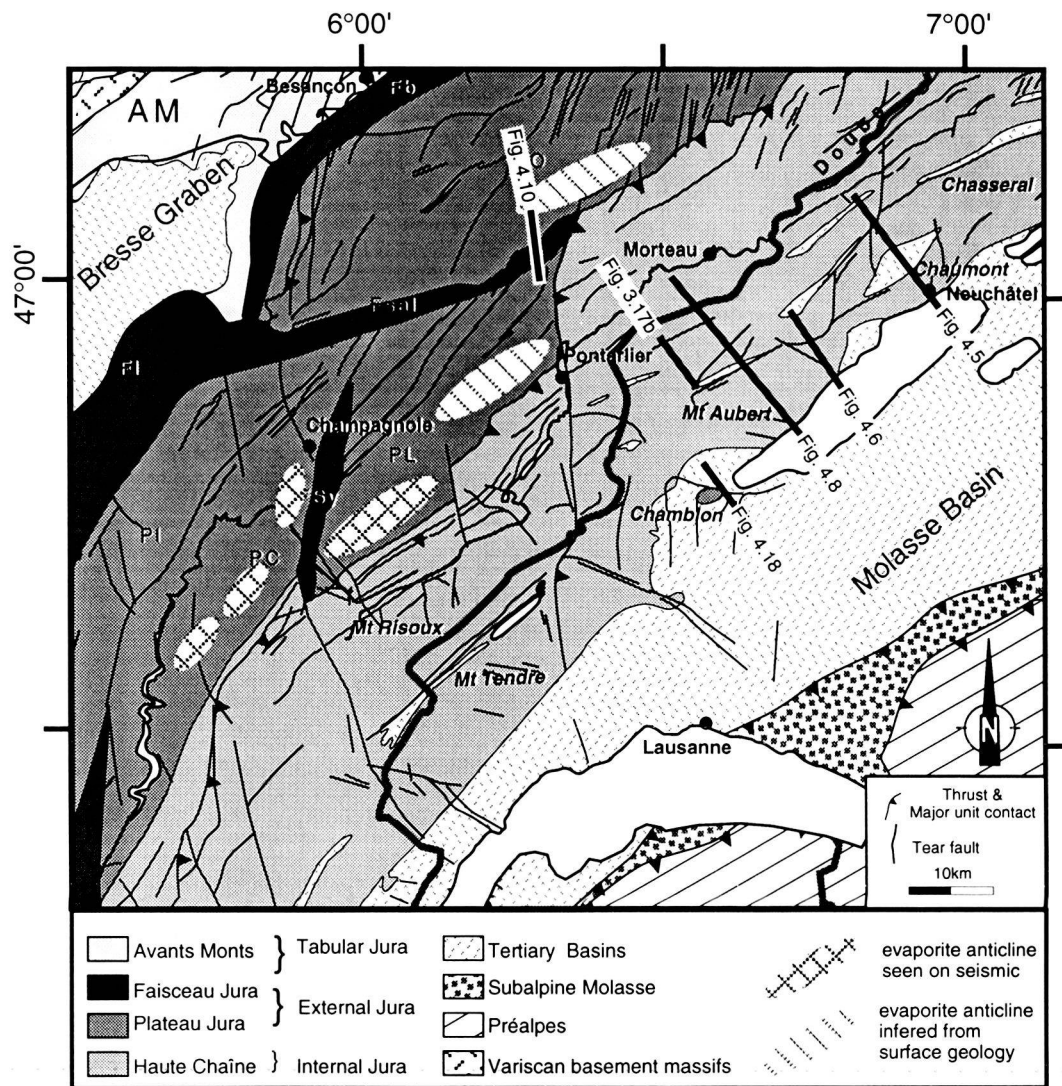 6°00'
7°00'
47°00'
Besançon
Fb
AM
Bresse Graben
Fig. 4.10
O
Doubs
Chasseral
Morteau
Chaumont
Neuchâtel
Fig. 4.5
Fsal
Fl
Fig. 3.17b
Pontarlier
Mt Aubert
Fig. 4.6
Fig. 4.8
Champagnole
PL
Sy
Pl
PC
Chamblon
Fig. 4.18
Molasse Basin
Mt Risoux
Mt Tendre
Lausanne
N
Thrust &
Major unit contact
Tear fault
10km
Avants Monts
} Tabular Jura
Faisceau Jura
Plateau Jura
} External Jura
Haute Chaîne
} Internal Jura
Tertiary Basins
Subalpine Molasse
Préalpes
Variscan basement massifs
evaporite anticline
seen on seismic
evaporite anticline
infered from
surface geology